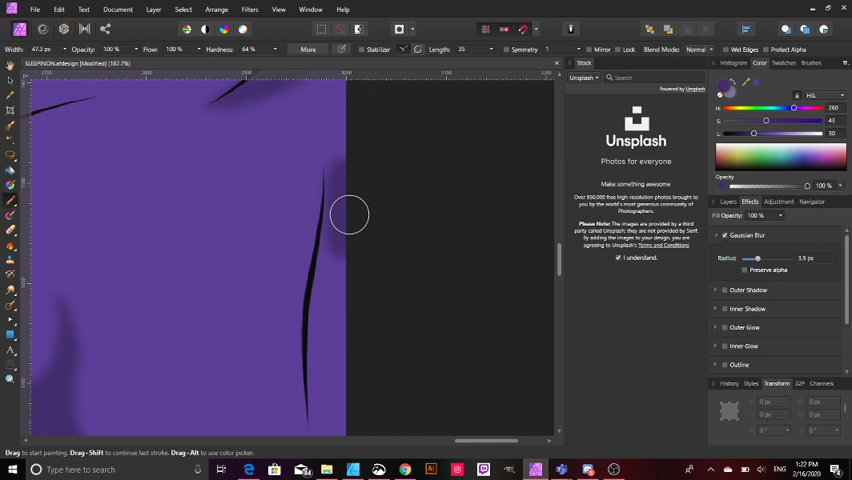 File Edit Text Document Layer Select Arrange Filters View Window Help
Width: 47.3 px Opacity: 100 % Flow: 100 % Hardness: 64 % More Stabilizer Length: 35 Symmetry 1 Mirror Lock Blend Mode: Normal Wet Edges Protect Alpha
SLEEPINON.afdesign [Modified] (187.7%)
2800 2900 3000 3100 3200
Stock
Unsplash Search
Powered by Unsplash
Unsplash
Photos for everyone
Make something awesome
Over 850,000 free high-resolution photos brought to
you by the world's most generous community of
Photographers.
Please Note: The images are provided by a third
party called Unsplash; they are not provided by Serif.
By adding the images to your design, you are
agreeing to Unsplash's Terms and Conditions
I understand.
Histogram Color Swatches Brushes
HSL
H: 260
S: 43
L: 30
Opacity
100 %
Layers Effects Adjustment Navigator
Fill Opacity: 100 %
Gaussian Blur
Radius: 3.9 px
Preserve alpha
Outer Shadow
Inner Shadow
Outer Glow
Inner Glow
Outline
History Styles Transform 32P Channels
X: 0 px W: 0 px
Y: 0 px H: 0 px
R: 0 ° S: 0 °
Drag to start painting. Drag+Shift to continue last stroke. Drag+Alt to use color picker.
Type here to search
ENG
1:22 PM
2/16/2020